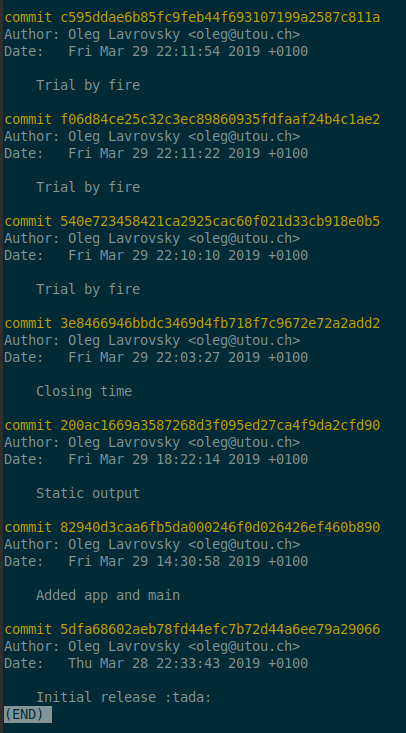 commit c595ddae6b85fc9feb44f693107199a2587c811a
Author: Oleg Lavrovsky <oleg@utou.ch>
Date:   Fri Mar 29 22:11:54 2019 +0100
    Trial by fire
commit f06d84ce25c32c3ec89860935fdfaaf24b4c1ae2
Author: Oleg Lavrovsky <oleg@utou.ch>
Date:   Fri Mar 29 22:11:22 2019 +0100
    Trial by fire
commit 540e723458421ca2925cac60f021d33cb918e0b5
Author: Oleg Lavrovsky <oleg@utou.ch>
Date:   Fri Mar 29 22:10:10 2019 +0100
    Trial by fire
commit 3e8466946bbdc3469d4fb718f7c9672e72a2add2
Author: Oleg Lavrovsky <oleg@utou.ch>
Date:   Fri Mar 29 22:03:27 2019 +0100
    Closing time
commit 200ac1669a3587268d3f095ed27ca4f9da2cfd90
Author: Oleg Lavrovsky <oleg@utou.ch>
Date:   Fri Mar 29 18:22:14 2019 +0100
    Static output
commit 82940d3caa6fb5da000246f0d026426ef460b890
Author: Oleg Lavrovsky <oleg@utou.ch>
Date:   Fri Mar 29 14:30:58 2019 +0100
    Added app and main
commit 5dfa68602aeb78fd44efc7b72d44a6ee79a29066
Author: Oleg Lavrovsky <oleg@utou.ch>
Date:   Thu Mar 28 22:33:43 2019 +0100
    Initial release :tada:
(END)